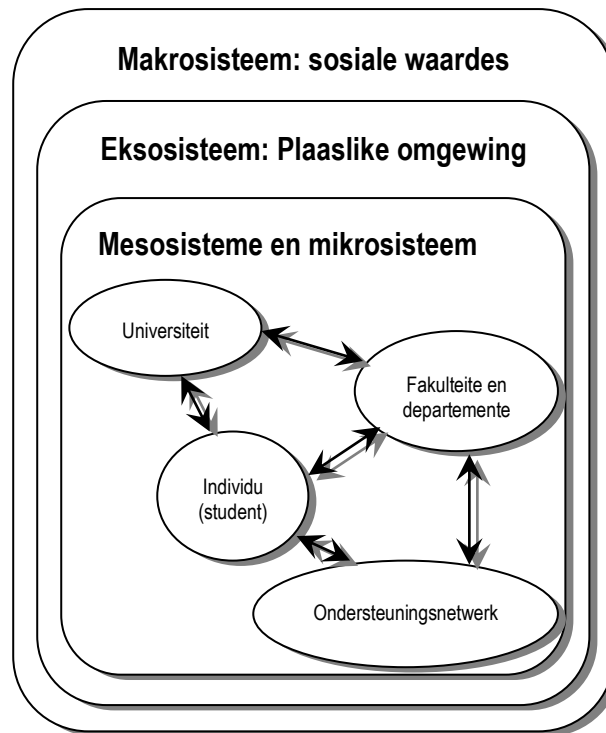 Makrosisteem: sosiale waardes
Eksosisteem: Plaaslike omgewing
Mesosisteme en mikrosisteem
Universiteit
Fakulteite en
departemente
Individu
(student)
Ondersteuningsnetwerk